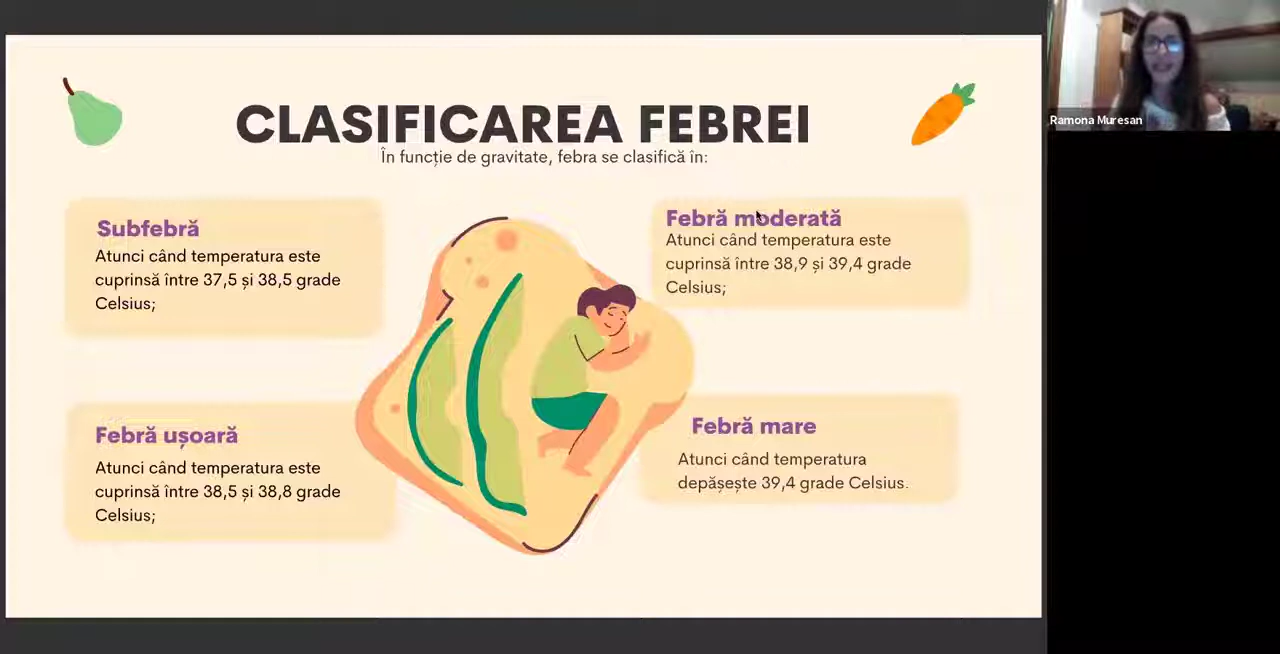 CLASIFICAREA FEBREI
În funcție de gravitate, febra se clasifică în:
Subfebră
Atunci când temperatura este
cuprinsă între 37,5 și 38,5 grade
Celsius;
Febră ușoară
Atunci când temperatura este
cuprinsă între 38,5 și 38,8 grade
Celsius;
Febră moderată
Atunci când temperatura este
cuprinsă între 38,9 și 39,4 grade
Celsius;
Febră mare
Atunci când temperatura
depășește 39,4 grade Celsius.
Ramona Muresan